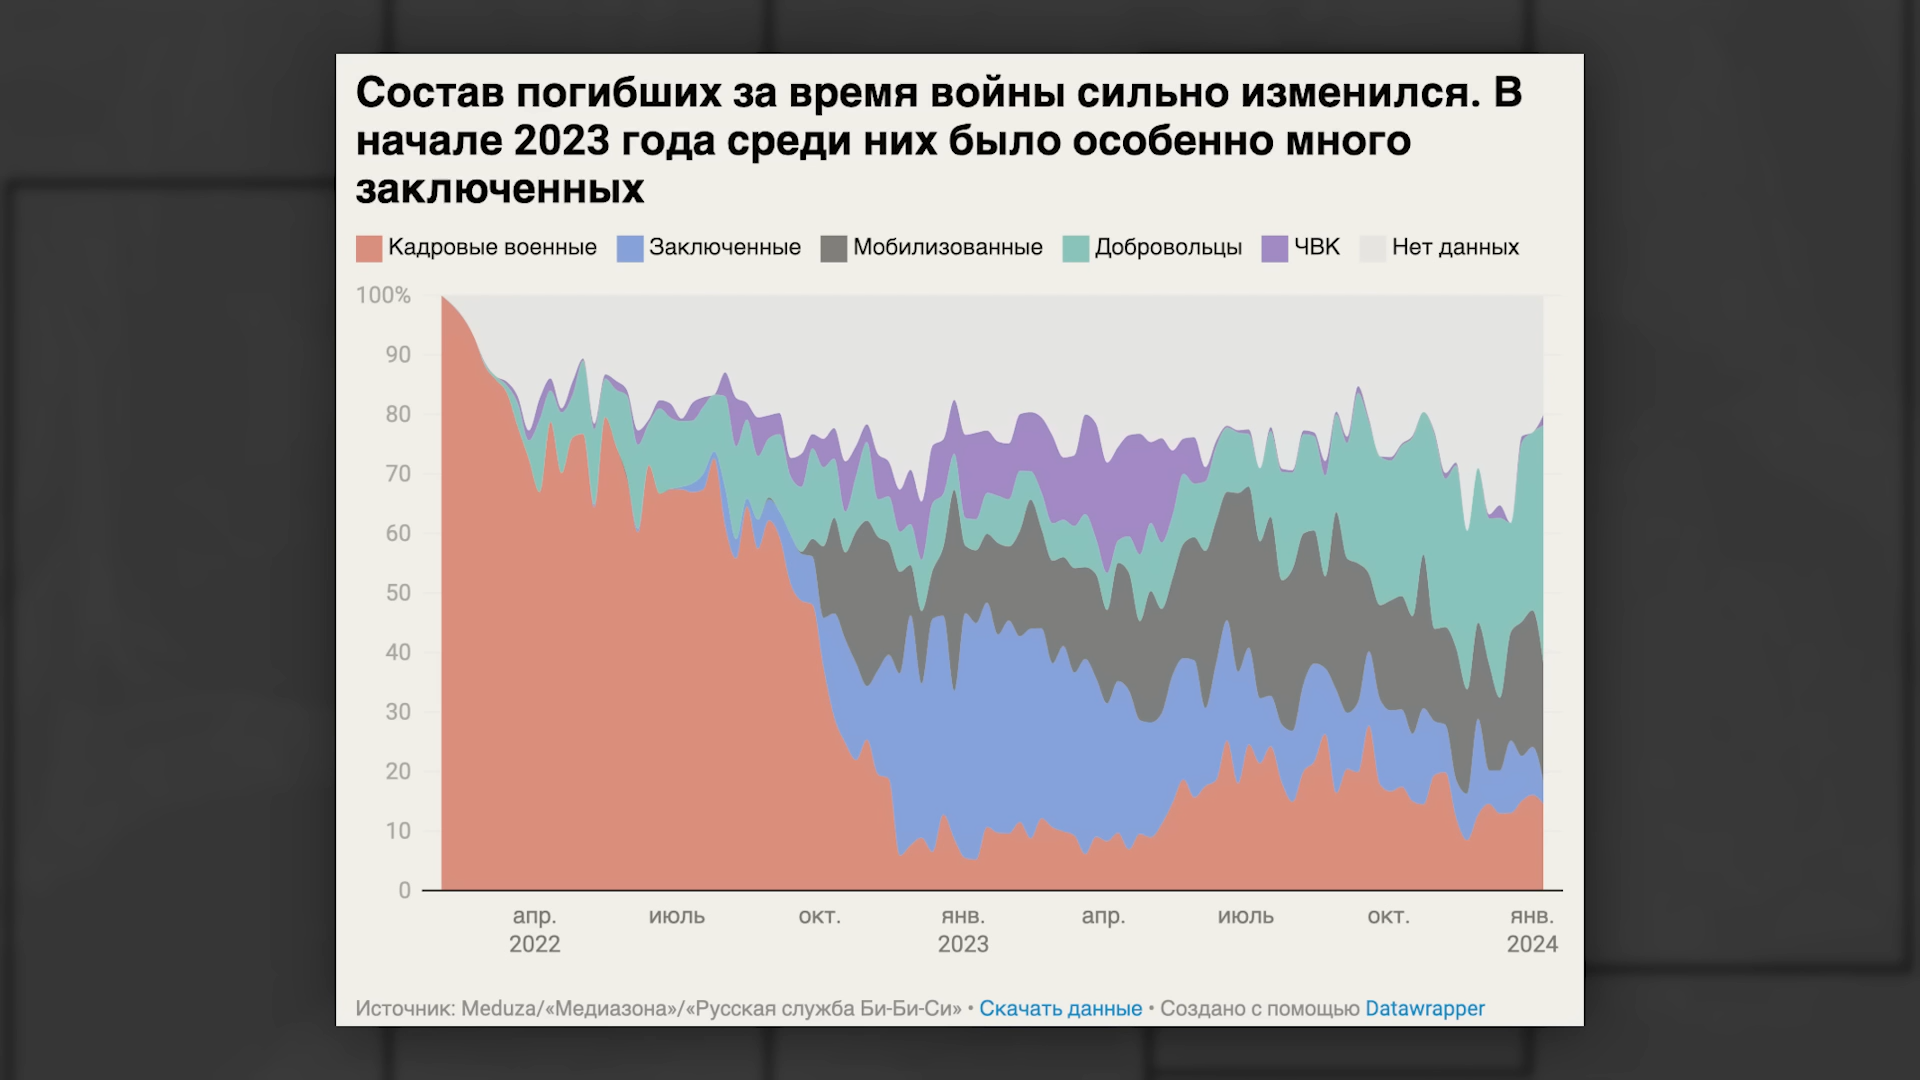 Состав погибших за время войны сильно изменился. В
начале 2023 года среди них было особенно много
заключенных
Кадровые военные Заключенные Мобилизованные Добровольцы ЧВК Нет данных
100%
90
80
70
60
50
40
30
20
10
0
апр. июль окт. янв. апр. июль окт. янв.
2022 2023 2024
Источник: Meduza/«Медиазона»/«Русская служба Би-Би-Си» • Скачать данные • Создано с помощью Datawrapper